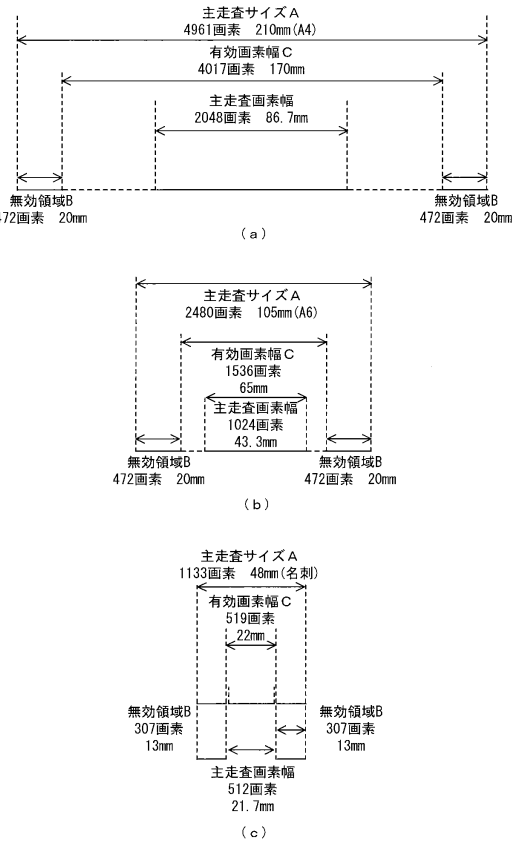 主走査サイズA
4961画素　210mm(A4)
有効画素幅C
4017画素　170mm
主走査画素幅
2048画素　86.7mm
無効領域B
472画素　20mm
無効領域B
472画素　20mm
(a)
主走査サイズA
2480画素　105mm(A6)
有効画素幅C
1536画素
65mm
主走査画素幅
1024画素
43.3mm
無効領域B
472画素　20mm
無効領域B
472画素　20mm
(b)
主走査サイズA
1133画素　48mm(名刺)
有効画素幅C
519画素
22mm
無効領域B
307画素
13mm
無効領域B
307画素
13mm
主走査画素幅
512画素
21.7mm
(c)